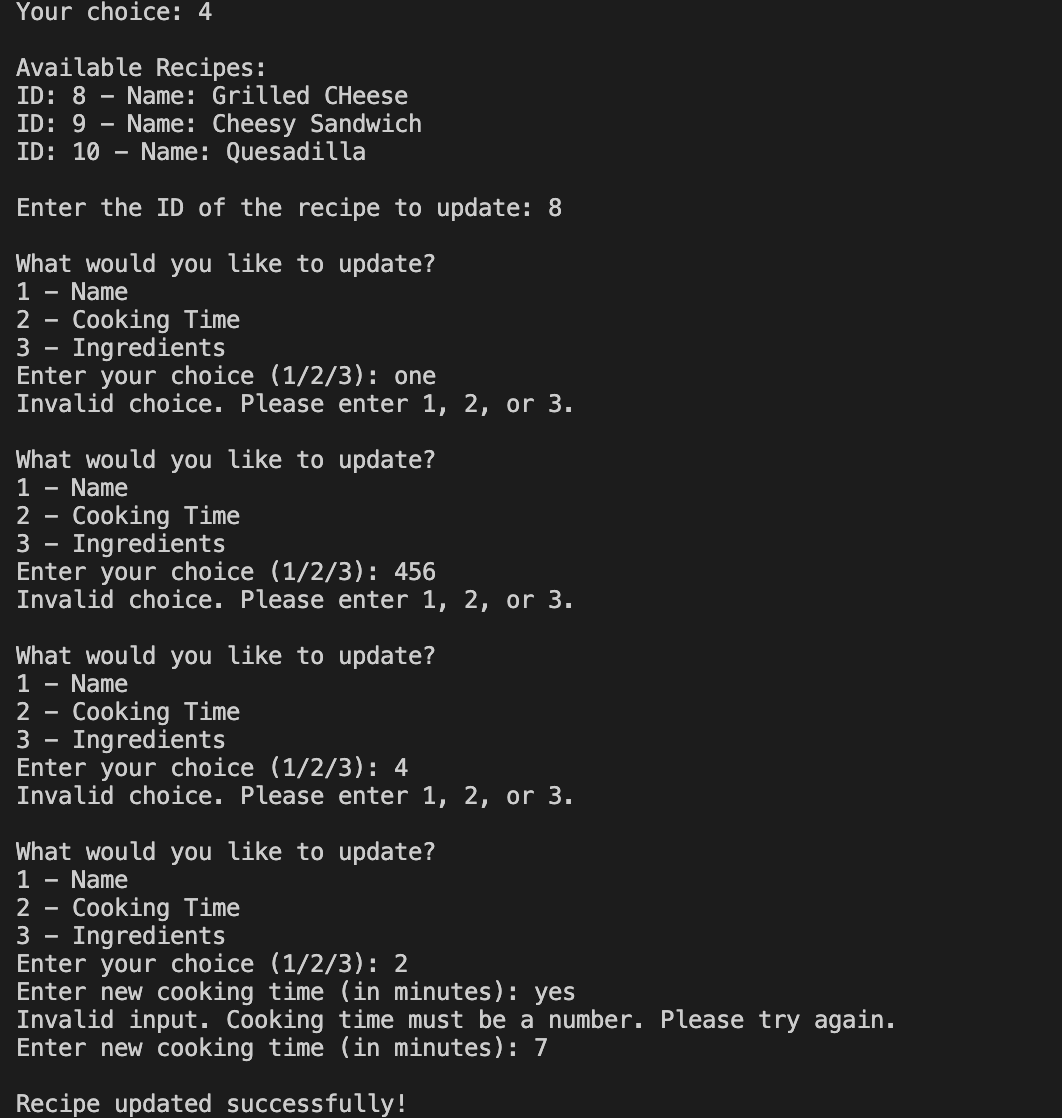 Your choice: 4
Available Recipes:
ID: 8 – Name: Grilled CHeese
ID: 9 – Name: Cheesy Sandwich
ID: 10 – Name: Quesadilla
Enter the ID of the recipe to update: 8
What would you like to update?
1 – Name
2 – Cooking Time
3 – Ingredients
Enter your choice (1/2/3): one
Invalid choice. Please enter 1, 2, or 3.
What would you like to update?
1 – Name
2 – Cooking Time
3 – Ingredients
Enter your choice (1/2/3): 456
Invalid choice. Please enter 1, 2, or 3.
What would you like to update?
1 – Name
2 – Cooking Time
3 – Ingredients
Enter your choice (1/2/3): 4
Invalid choice. Please enter 1, 2, or 3.
What would you like to update?
1 – Name
2 – Cooking Time
3 – Ingredients
Enter your choice (1/2/3): 2
Enter new cooking time (in minutes): yes
Invalid input. Cooking time must be a number. Please try again.
Enter new cooking time (in minutes): 7
Recipe updated successfully!